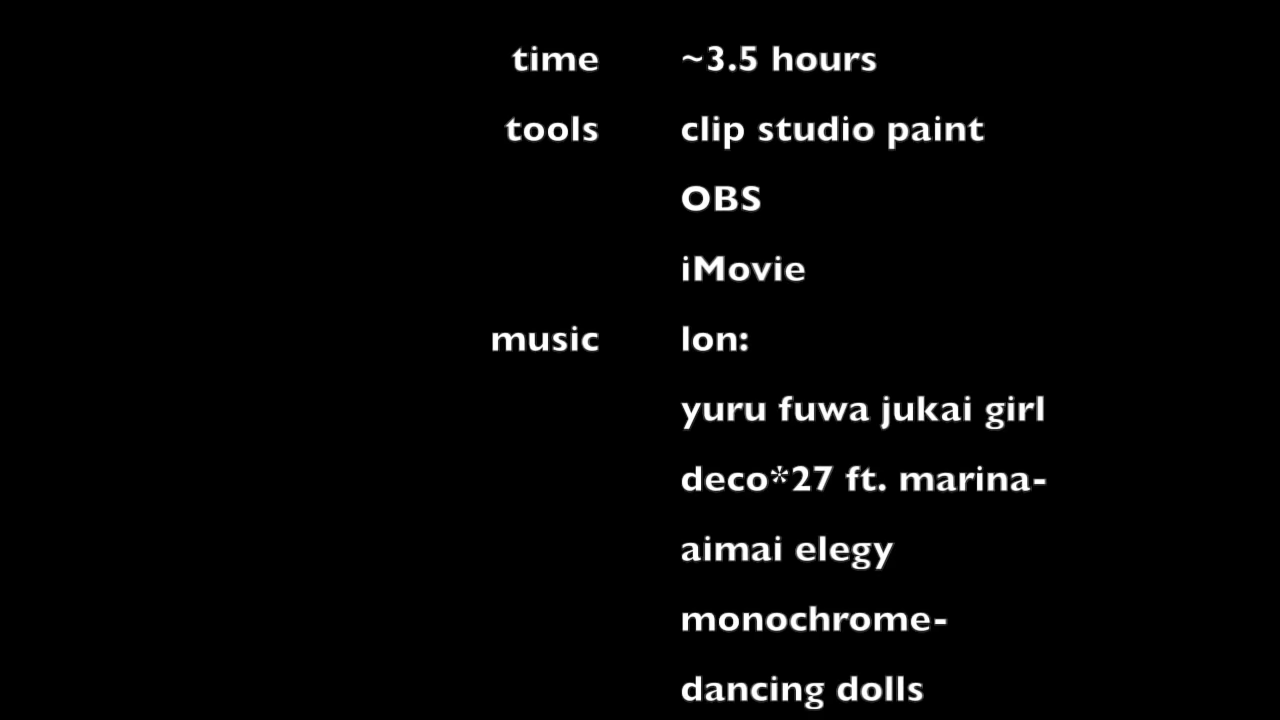 time ~3.5 hours
tools clip studio paint
OBS
iMovie
music lon:
yuru fuwa jukai girl
deco*27 ft. marina-
aimai elegy
monochrome-
dancing dolls